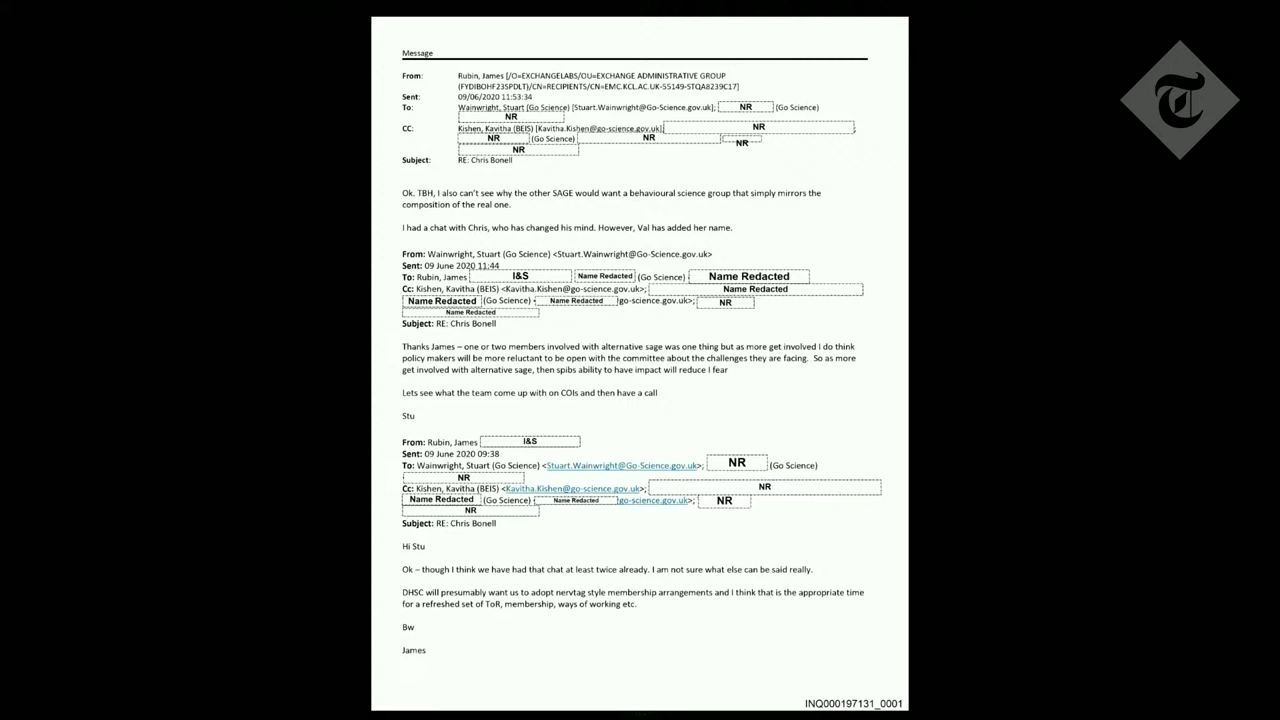 Message
From: Rubin, James [/O=EXCHANGELABS/OU=EXCHANGE ADMINISTRATIVE GROUP
(FYDIBOHF23SPDLT)/CN=RECIPIENTS/CN=EMC.KCL.AC.UK-55149-STQA8239C17]
Sent: 09/06/2020 11:53:34
To: Wainwright, Stuart (Go Science) [Stuart.Wainwright@Go-Science.gov.uk]; NR (Go Science)
NR
CC: Kishen, Kavitha (BEIS) [Kavitha.Kishen@go-science.gov.uk]; NR
NR (Go Science) NR NR
NR
Subject: RE: Chris Bonell
Ok. TBH, I also can't see why the other SAGE would want a behavioural science group that simply mirrors the
composition of the real one.
I had a chat with Chris, who has changed his mind. However, Val has added her name.
From: Wainwright, Stuart (Go Science) <Stuart.Wainwright@Go-Science.gov.uk>
Sent: 09 June 2020 11:44
To: Rubin, James I&S Name Redacted (Go Science) Name Redacted
Cc: Kishen, Kavitha (BEIS) <Kavitha.Kishen@go-science.gov.uk>; Name Redacted
Name Redacted (Go Science) Name Redacted go-science.gov.uk>; NR
Name Redacted
Subject: RE: Chris Bonell
Thanks James – one or two members involved with alternative sage was one thing but as more get involved I do think
policy makers will be more reluctant to be open with the committee about the challenges they are facing. So as more
get involved with alternative sage, then spibs ability to have impact will reduce I fear
Lets see what the team come up with on COIs and then have a call
Stu
From: Rubin, James I&S
Sent: 09 June 2020 09:38
To: Wainwright, Stuart (Go Science) <Stuart.Wainwright@Go-Science.gov.uk>; NR (Go Science)
NR
Cc: Kishen, Kavitha (BEIS) <Kavitha.Kishen@go-science.gov.uk>; NR
Name Redacted (Go Science) Name Redacted go-science.gov.uk>; NR
NR
Subject: RE: Chris Bonell
Hi Stu
Ok – though I think we have had that chat at least twice already. I am not sure what else can be said really.
DHSC will presumably want us to adopt nervtag style membership arrangements and I think that is the appropriate time
for a refreshed set of ToR, membership, ways of working etc.
Bw
James
INQ000197131_0001